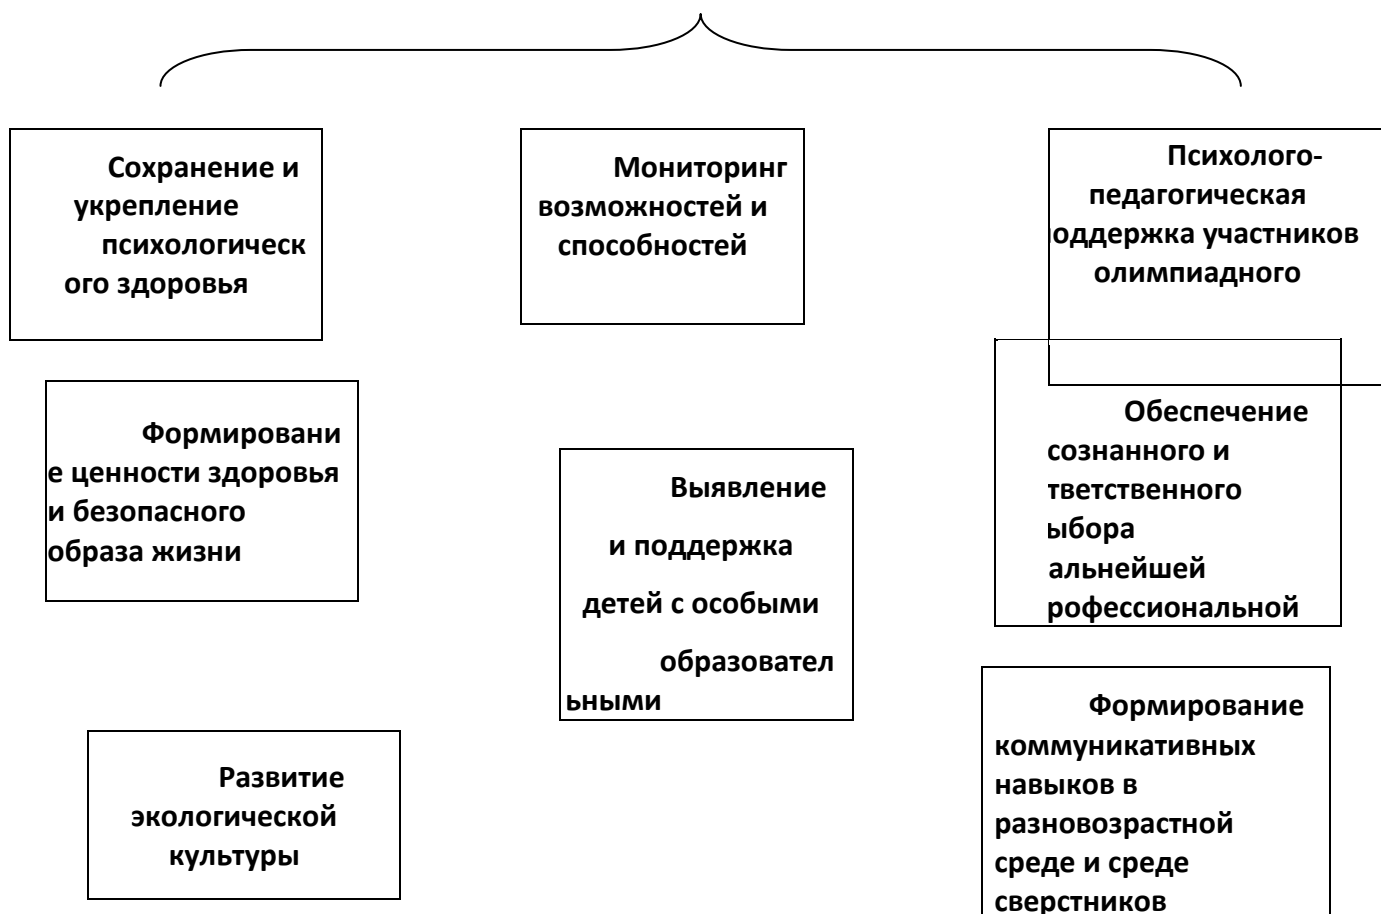 Сохранение и
укрепление
психологическ
ого здоровья
Мониторинг
возможностей и
способностей
Психолого-
педагогическая
оддержка участников
олимпиадного
Формировани
е ценности здоровья
и безопасного
образа жизни
Выявление
и поддержка
детей с особыми
образовател
ьными
Обеспечение
сознанного и
тветственного
ыбора
альнейшей
рофессиональной
Развитие
экологической
культуры
Формирование
коммуникативных
навыков в
разновозрастной
среде и среде
сверстников